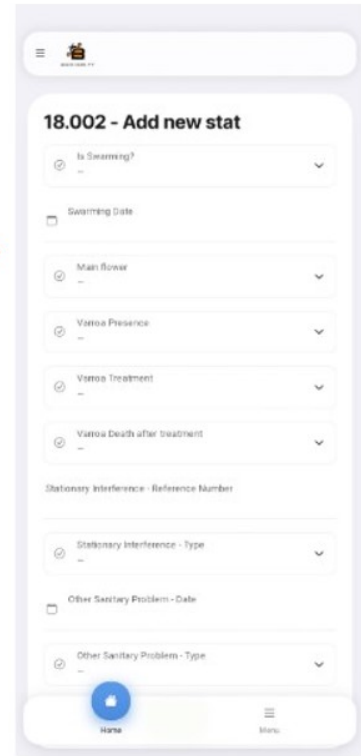 18.002 - Add new stat
Is Swarming?
--
Swarming Date
Main flower
--
Varroa Presence
--
Varroa Treatment
--
Varroa Death after treatment
--
Stationary Interference - Reference Number
Stationary Interference - Type
--
Other Sanitary Problem - Date
Other Sanitary Problem - Type
--
Home
Menu